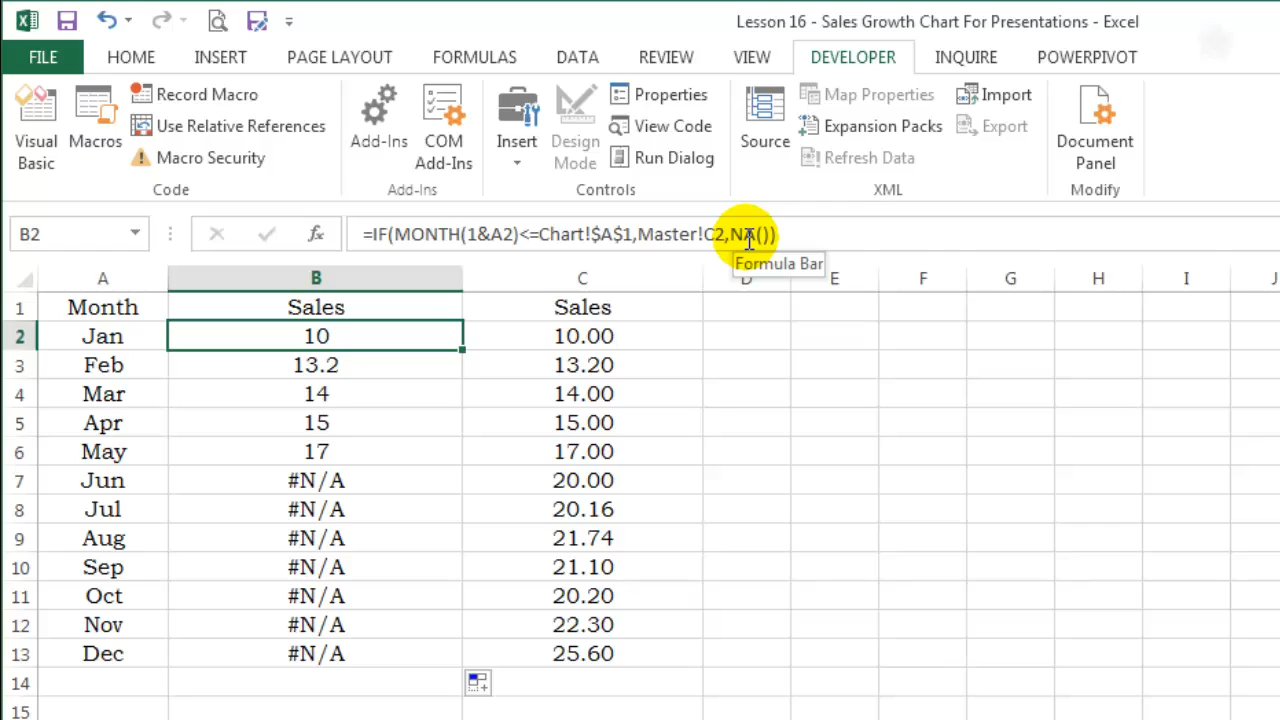 Lesson 16 - Sales Growth Chart For Presentations - Excel
FILE HOME INSERT PAGE LAYOUT FORMULAS DATA REVIEW VIEW DEVELOPER INQUIRE POWERPIVOT
Visual Basic
Macros
Record Macro
Use Relative References
Macro Security
Code
Add-Ins
COM Add-Ins
Add-Ins
Insert
Design Mode
Properties
View Code
Run Dialog
Controls
Source
Map Properties
Expansion Packs
Refresh Data
Import
Export
XML
Document Panel
Modify
B2 fx =IF(MONTH(1&A2)<=Chart!$A$1,Master!C2,NA())
Formula Bar
A B C D E F G H I J
1 Month Sales Sales
2 Jan 10 10.00
3 Feb 13.2 13.20
4 Mar 14 14.00
5 Apr 15 15.00
6 May 17 17.00
7 Jun #N/A 20.00
8 Jul #N/A 20.16
9 Aug #N/A 21.74
10 Sep #N/A 21.10
11 Oct #N/A 20.20
12 Nov #N/A 22.30
13 Dec #N/A 25.60
14
15